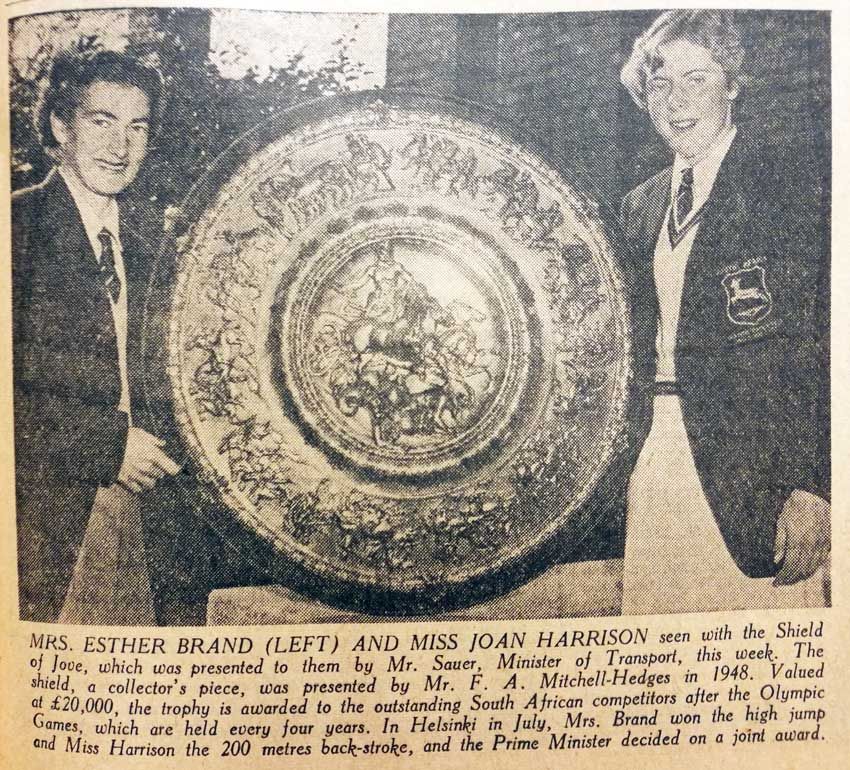 MRS. ESTHER BRAND (LEFT) AND MISS JOAN HARRISON seen with the Shield
of Jove, which was presented to them by Mr. Sauer, Minister of Transport, this week. The
shield, a collector's piece, was presented by Mr. F. A. Mitchell-Hedges in 1948. Valued
at £20,000, the trophy is awarded to the outstanding South African competitors after the Olympic
Games, which are held every four years. In Helsinki in July, Mrs. Brand won the high jump
and Miss Harrison the 200 metres back-stroke, and the Prime Minister decided on a joint award.